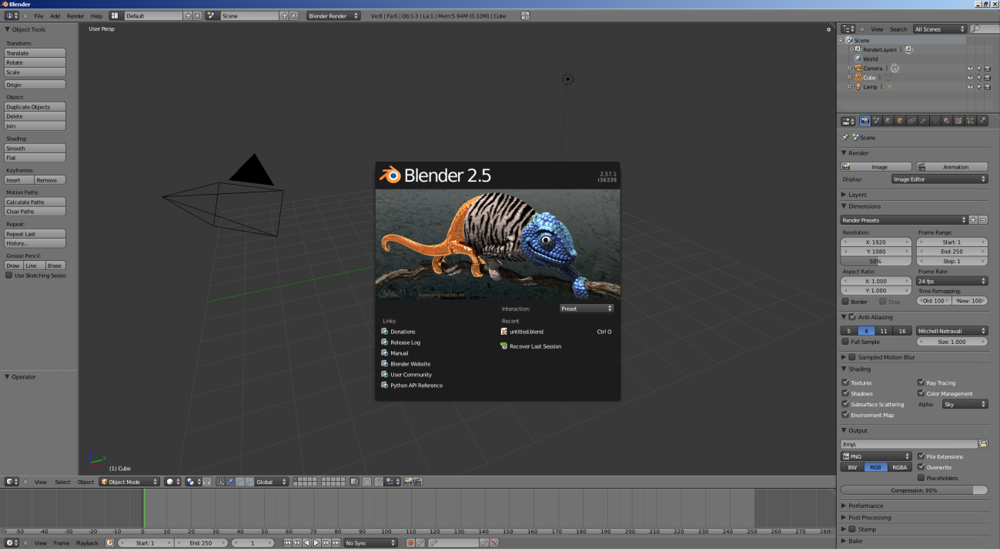 Blender
File Add Render Help Default Scene Blender Render Ve:8 | Fa:6 | Ob:1-3 | La:1 | Mem:5.94M (0.10M) | Cube
Object Tools
Transform:
Translate
Rotate
Scale
Origin
Object:
Duplicate Objects
Delete
Join
Shading:
Smooth
Flat
Keyframes:
Insert Remove
Motion Paths:
Calculate Paths
Clear Paths
Repeat:
Repeat Last
History...
Grease Pencil:
Draw Line Erase
Use Sketching Sessio
Operator
User Persp
Blender 2.5
2.57.1
r36339
Interaction: Preset
Links
Donations
Release Log
Manual
Blender Website
User Community
Python API Reference
Recent
untitled.blend Ctrl O
Recover Last Session
y
(1) Cube
View Select Object Object Mode Global
-50 -40 -30 -20 -10 0 10 20 30 40 50 60 70 80 90 100 110 120 130 140 150 160 170 180 190 200 210 220 230 240 250 260 270 280
View Frame Playback Start: 1 End: 250 1 No Sync
View Search All Scenes
Scene
RenderLayers |
World
Camera |
Cube |
Lamp |
Scene
Render
Image Animation
Display: Image Editor
Layers
Dimensions
Render Presets
Resolution: Frame Range:
X: 1920 Start: 1
Y: 1080 End: 250
50% Step: 1
Aspect Ratio: Frame Rate:
X: 1.000 24 fps
Y: 1.000 Time Remapping:
Border Crop Old: 100 New: 100
Anti-Aliasing
5 8 11 16 Mitchell-Netravali
Full Sample Size: 1.000
Sampled Motion Blur
Shading
Textures Ray Tracing
Shadows Color Management
Subsurface Scattering Alpha: Sky
Environment Map
Output
/tmp\
PNG File Extensions
BW RGB RGBA Overwrite
Placeholders
Compression: 90%
Performance
Post Processing
Stamp
Bake